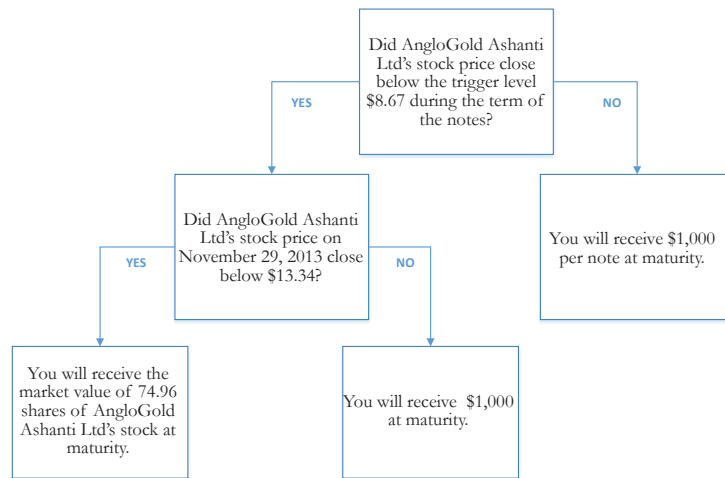 Did AngloGold Ashanti
Ltd's stock price close
below the trigger level
$8.67 during the term of
the notes?
YES
NO
Did AngloGold Ashanti
Ltd's stock price on
November 29, 2013 close
below $13.34?
You will receive $1,000
per note at maturity.
YES
NO
You will receive the
market value of 74.96
shares of AngloGold
Ashanti Ltd's stock at
maturity.
You will receive $1,000
at maturity.